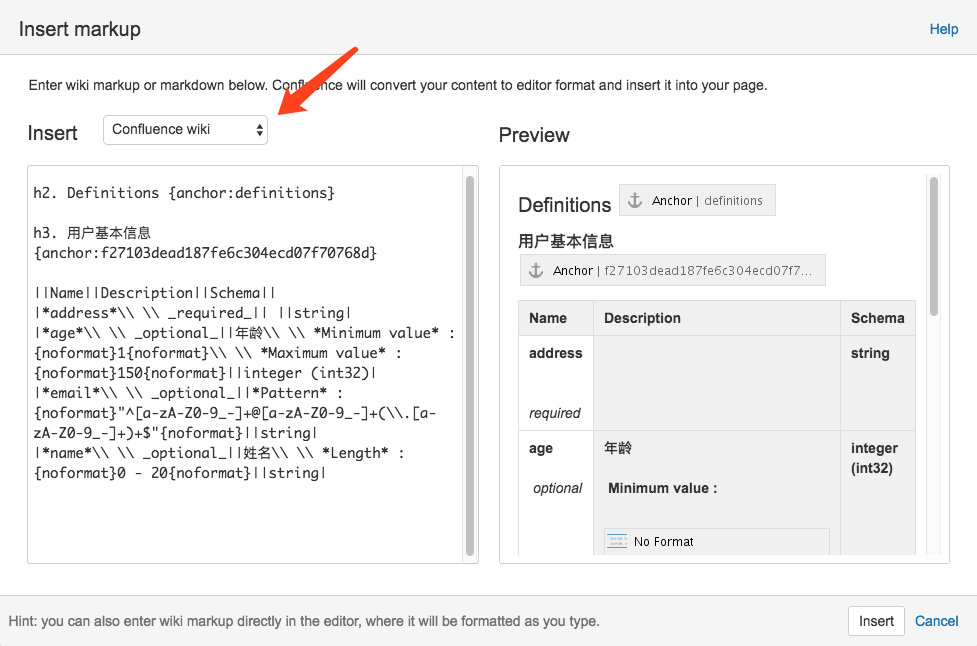 Insert markup
Help
Enter wiki markup or markdown below. Confluence will convert your content to editor format and insert it into your page.
Insert
Confluence wiki
Preview
h2. Definitions {anchor:definitions}
h3. 用户基本信息
{anchor:f27103dead187fe6c304ecd07f70768d}
||Name||Description||Schema||
|*address*\\ \\ _required_|| ||string|
|*age*\\ \\ _optional_||年龄\\ \\ *Minimum value* :
{noformat}1{noformat}\\ \\ *Maximum value* :
{noformat}150{noformat}||integer (int32)|
|*email*\\ \\ _optional_||*Pattern* :
{noformat}"^[a-zA-Z0-9_-]+@[a-zA-Z0-9_-]+(\\.[a-
zA-Z0-9_-]+)+$"{noformat}||string|
|*name*\\ \\ _optional_||姓名\\ \\ *Length* :
{noformat}0 - 20{noformat}||string|
Definitions Anchor | definitions
用户基本信息
Anchor | f27103dead187fe6c304ecd07f7...
Name Description Schema
address string
required
age 年龄 integer
(int32)
optional Minimum value :
No Format
Hint: you can also enter wiki markup directly in the editor, where it will be formatted as you type.
Insert
Cancel